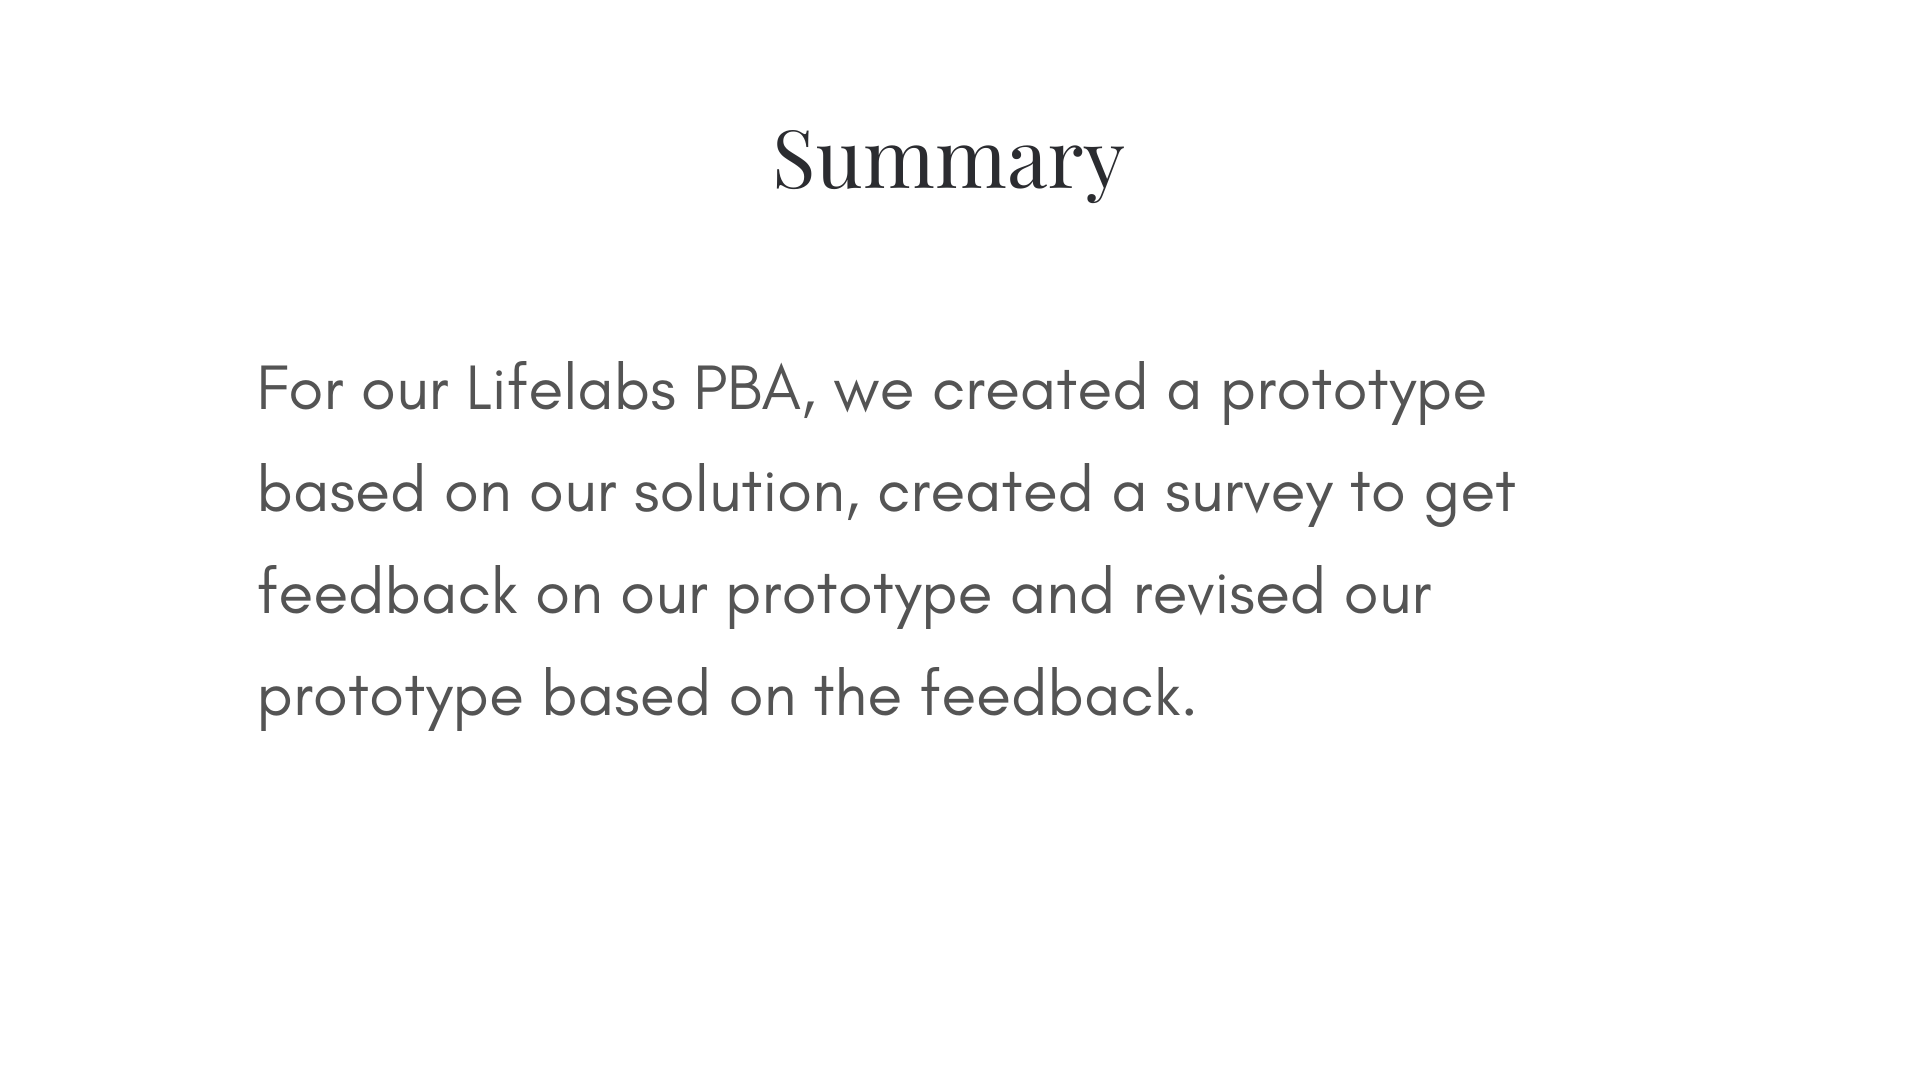 Summary
For our Lifelabs PBA, we created a prototype
based on our solution, created a survey to get
feedback on our prototype and revised our
prototype based on the feedback.